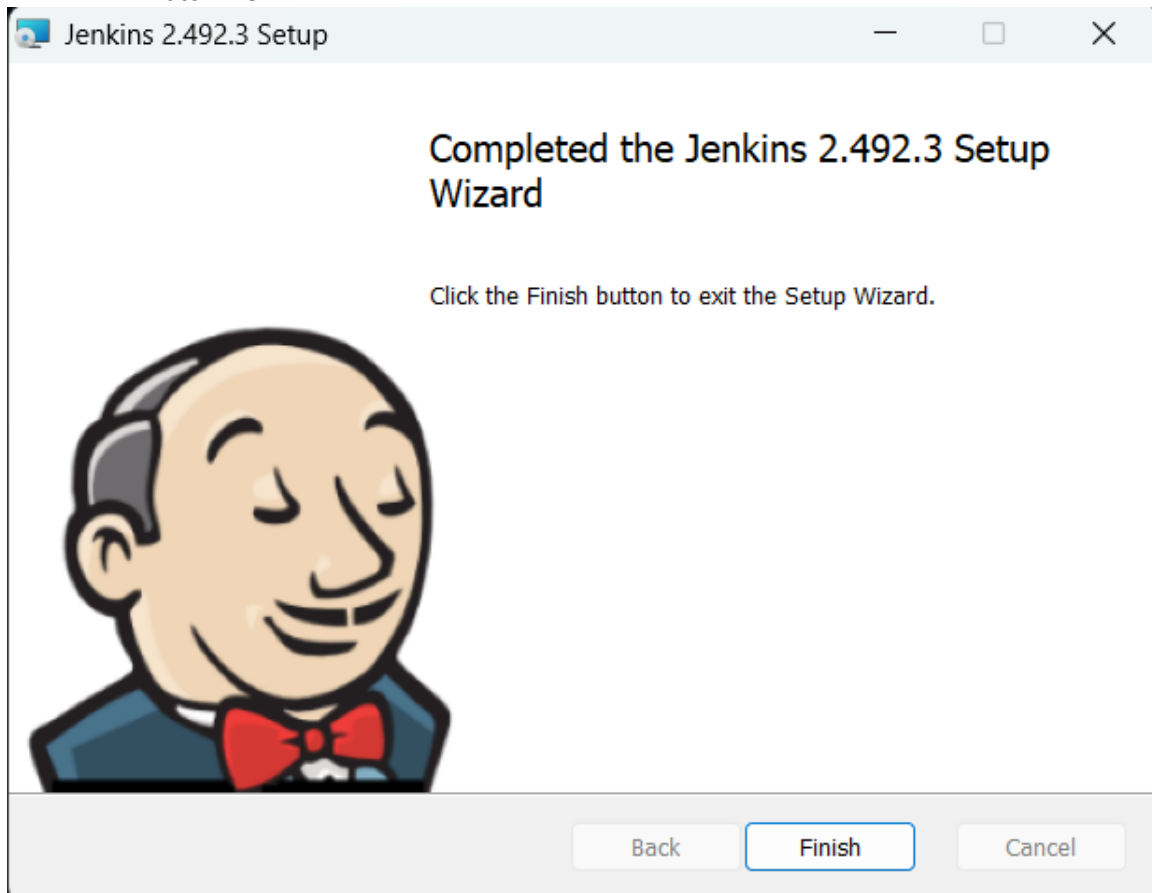 Jenkins 2.492.3 Setup
Completed the Jenkins 2.492.3 Setup
Wizard
Click the Finish button to exit the Setup Wizard.
Back Finish Cancel